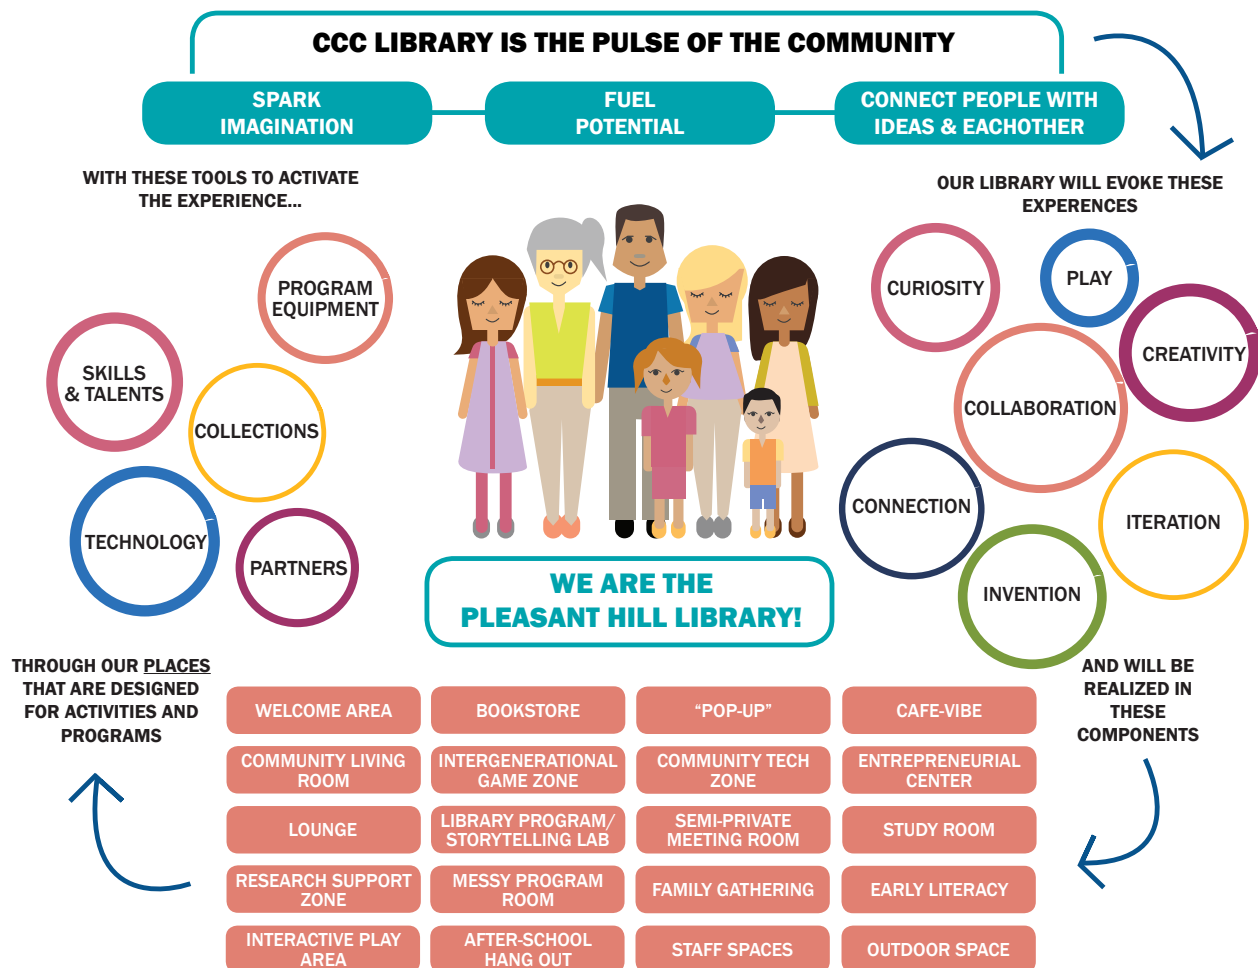 CCC LIBRARY IS THE PULSE OF THE COMMUNITY
SPARK
IMAGINATION
FUEL
POTENTIAL
CONNECT PEOPLE WITH
IDEAS & EACHOTHER
WITH THESE TOOLS TO ACTIVATE
THE EXPERIENCE...
OUR LIBRARY WILL EVOKE THESE
EXPERENCES
PROGRAM
EQUIPMENT
SKILLS
& TALENTS
COLLECTIONS
TECHNOLOGY
PARTNERS
CURIOSITY
PLAY
CREATIVITY
COLLABORATION
CONNECTION
ITERATION
INVENTION
WE ARE THE
PLEASANT HILL LIBRARY!
THROUGH OUR PLACES
THAT ARE DESIGNED
FOR ACTIVITIES AND
PROGRAMS
AND WILL BE
REALIZED IN
THESE
COMPONENTS
WELCOME AREA
BOOKSTORE
“POP-UP”
CAFE-VIBE
COMMUNITY LIVING
ROOM
INTERGENERATIONAL
GAME ZONE
COMMUNITY TECH
ZONE
ENTREPRENEURIAL
CENTER
LOUNGE
LIBRARY PROGRAM/
STORYTELLING LAB
SEMI-PRIVATE
MEETING ROOM
STUDY ROOM
RESEARCH SUPPORT
ZONE
MESSY PROGRAM
ROOM
FAMILY GATHERING
EARLY LITERACY
INTERACTIVE PLAY
AREA
AFTER-SCHOOL
HANG OUT
STAFF SPACES
OUTDOOR SPACE